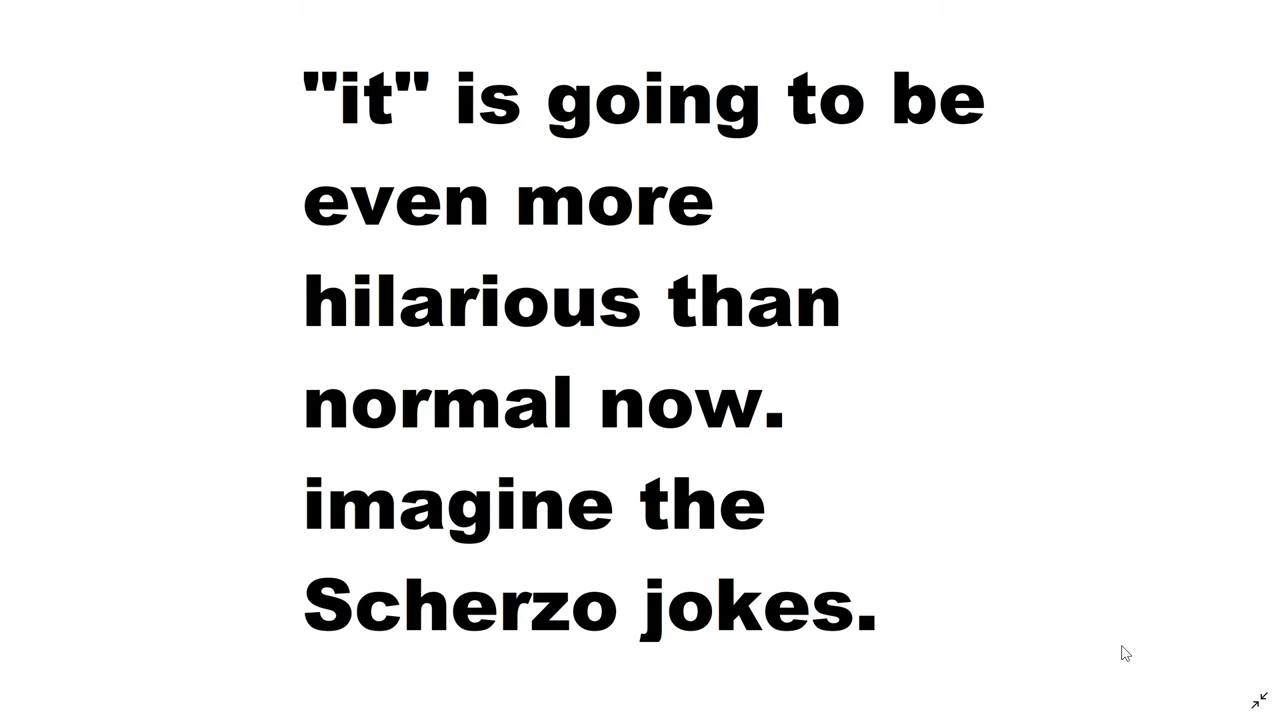 "it" is going to be
even more
hilarious than
normal now.
imagine the
Scherzo jokes.